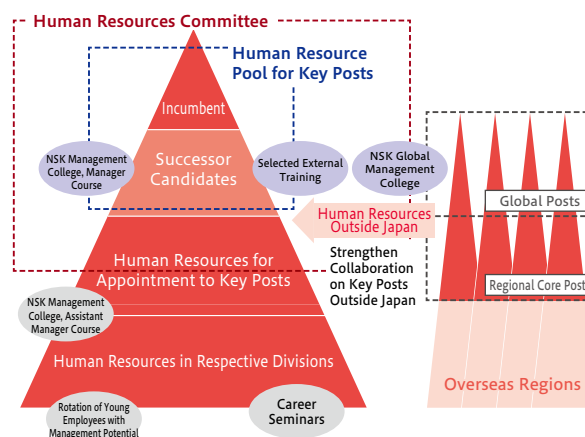 Human Resources Committee
Human Resource
Pool for Key Posts
Incumbent
NSK Management
College, Manager
Course
Successor
Candidates
Selected External
Training
NSK Global
Management
College
Global Posts
Human Resources
Outside Japan
Human Resources for
Appointment to Key Posts
Strengthen
Collaboration
on Key Posts
Outside Japan
Regional Core Posts
NSK Management
College, Assistant
Manager Course
Human Resources in Respective Divisions
Overseas Regions
Rotation of Young
Employees with
Management Potential
Career
Seminars